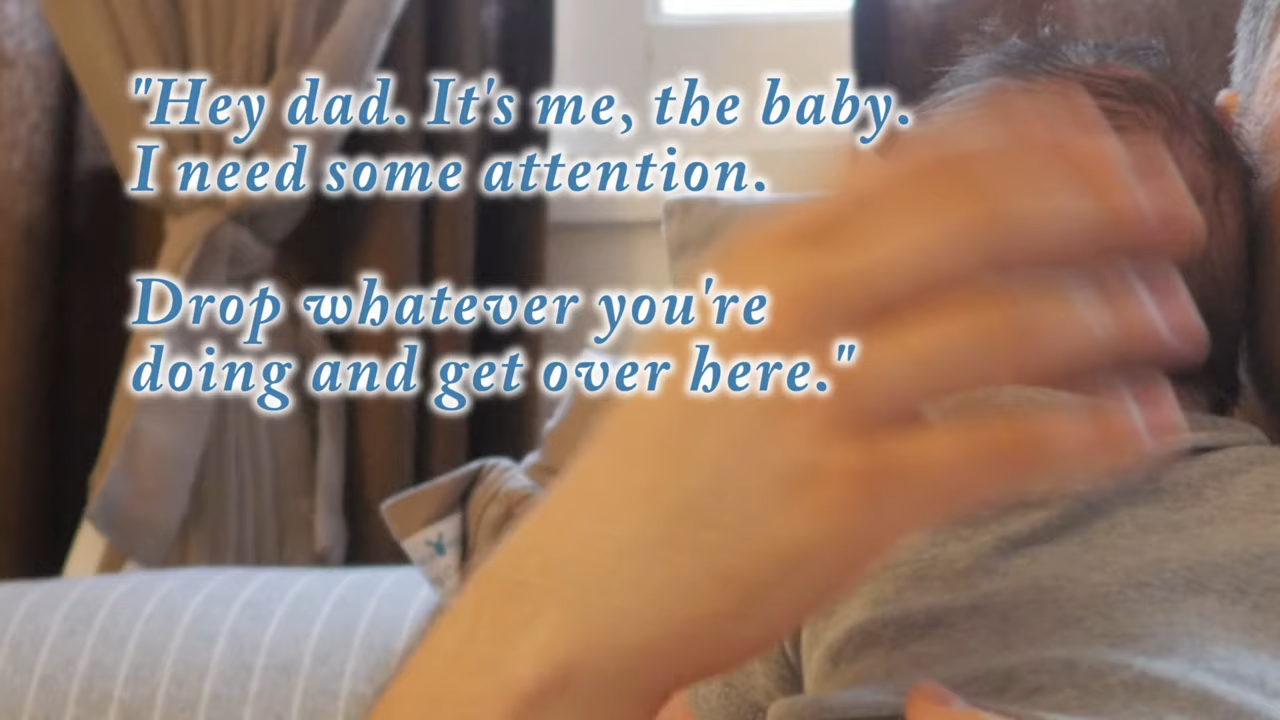 "Hey dad. It's me, the baby.
I need some attention.
Drop whatever you're
doing and get over here."